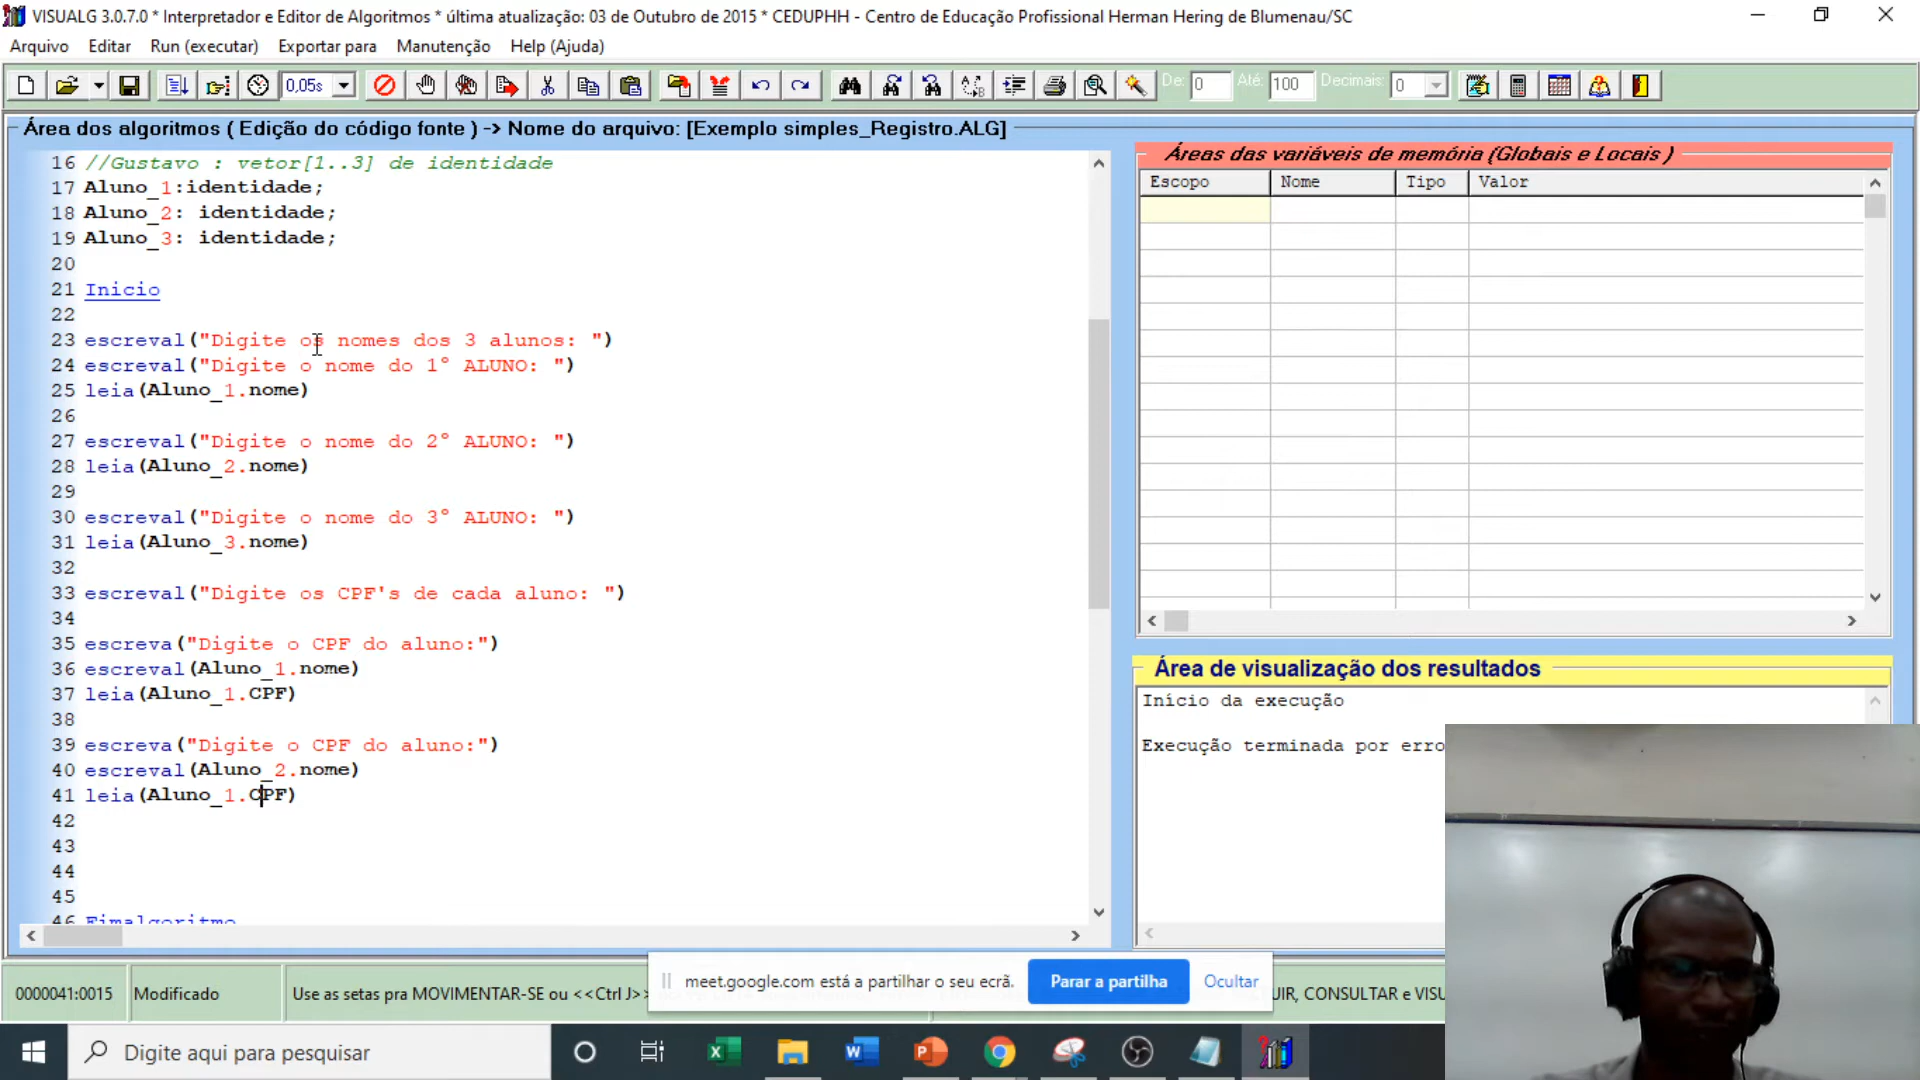 VISUALG 3.0.7.0 * Interpretador e Editor de Algoritmos * última atualização: 03 de Outubro de 2015 * CEDUPHH - Centro de Educação Profissional Herman Hering de Blumenau/SC
Arquivo Editar Run (executar) Exportar para Manutenção Help (Ajuda)
0,05s De: 0 Até: 100 Decimais: 0
Área dos algoritmos ( Edição do código fonte ) -> Nome do arquivo: [Exemplo simples_Registro.ALG]
16 //Gustavo : vetor[1..3] de identidade
17 Aluno_1:identidade;
18 Aluno_2: identidade;
19 Aluno_3: identidade;
20
21 Inicio
22
23 escreval("Digite os nomes dos 3 alunos: ")
24 escreval("Digite o nome do 1° ALUNO: ")
25 leia(Aluno_1.nome)
26
27 escreval("Digite o nome do 2° ALUNO: ")
28 leia(Aluno_2.nome)
29
30 escreval("Digite o nome do 3° ALUNO: ")
31 leia(Aluno_3.nome)
32
33 escreval("Digite os CPF's de cada aluno: ")
34
35 escreva("Digite o CPF do aluno:")
36 escreval(Aluno_1.nome)
37 leia(Aluno_1.CPF)
38
39 escreva("Digite o CPF do aluno:")
40 escreval(Aluno_2.nome)
41 leia(Aluno_1.CPF)
42
43
44
45
46 Fimalgoritmo
Áreas das variáveis de memória (Globais e Locais )
Escopo Nome Tipo Valor
Área de visualização dos resultados
Início da execução
Execução terminada por erro
meet.google.com está a partilhar o seu ecrã. Parar a partilha Ocultar
0000041:0015 Modificado Use as setas pra MOVIMENTAR-SE ou <<Ctrl J>> UIR, CONSULTAR e VISU
Digite aqui para pesquisar